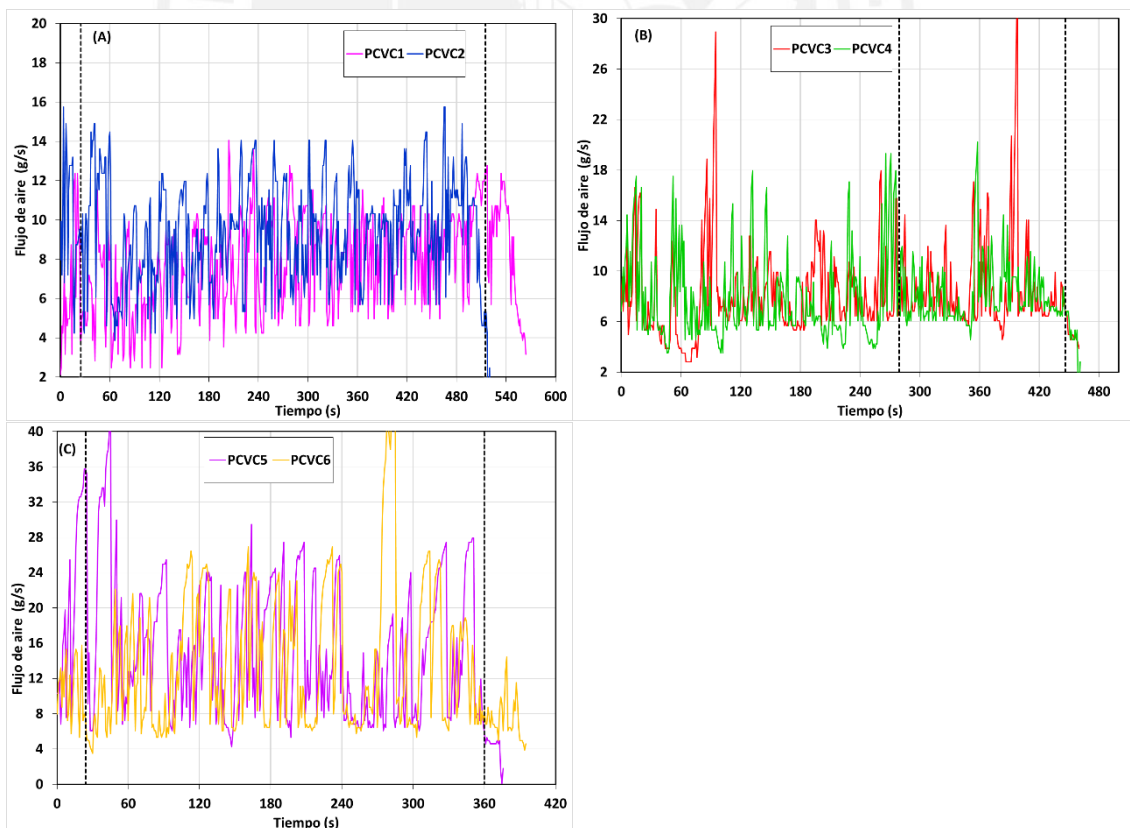 (A)
PCVC1 PCVC2
Flujo de aire (g/s)
20
18
16
14
12
10
8
6
4
2
0 60 120 180 240 300 360 420 480 540 600
Tiempo (s)
(B)
PCVC3 PCVC4
Flujo de aire (g/s)
30
26
22
18
14
10
6
2
0 60 120 180 240 300 360 420 480
Tiempo (s)
(C)
PCVC5 PCVC6
Flujo de aire (g/s)
40
36
32
28
24
20
16
12
8
4
0
0 60 120 180 240 300 360 420
Tiempo (s)